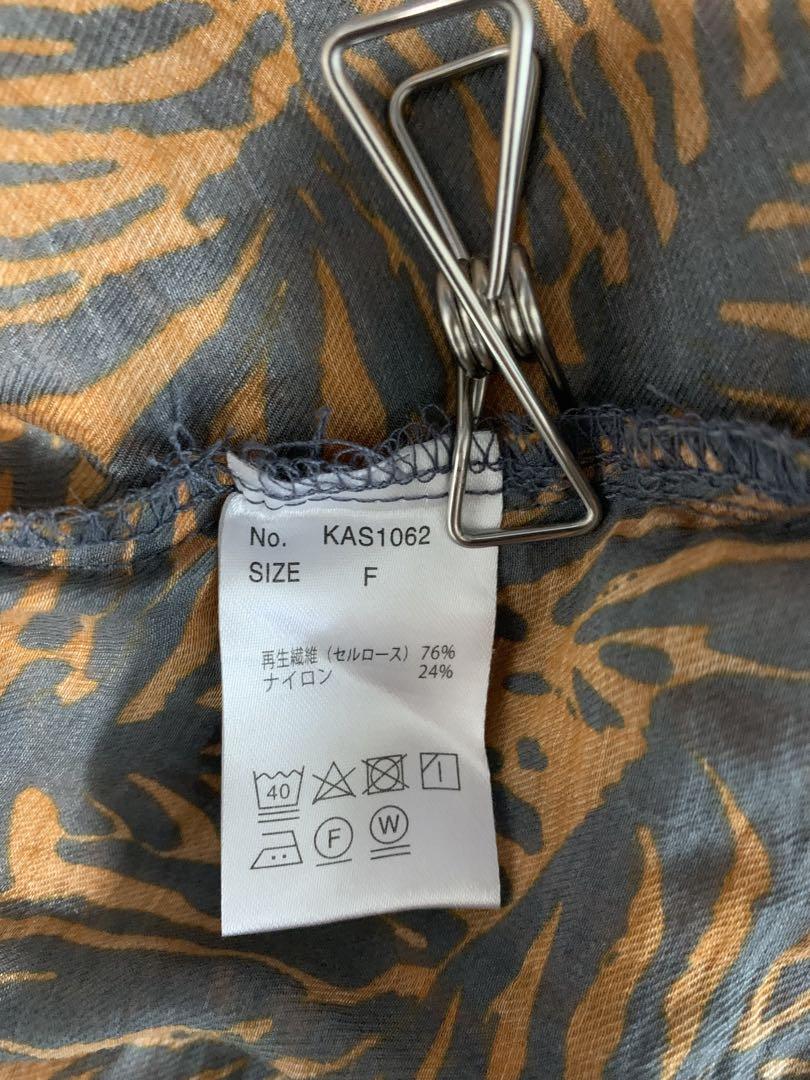 No. KAS1062
SIZE F
再生繊維（セルロース） 76%
ナイロン 24%
40
F W